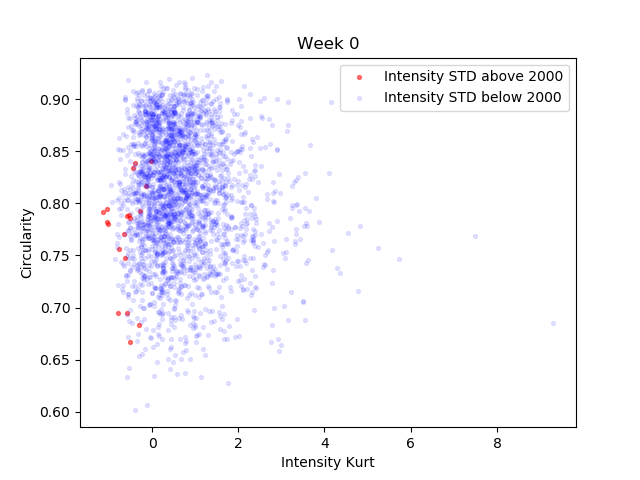 Week 0
Intensity STD above 2000
Intensity STD below 2000
0.90
0.85
0.80
0.75
0.70
0.65
0.60
Circularity
0 2 4 6 8
Intensity Kurt